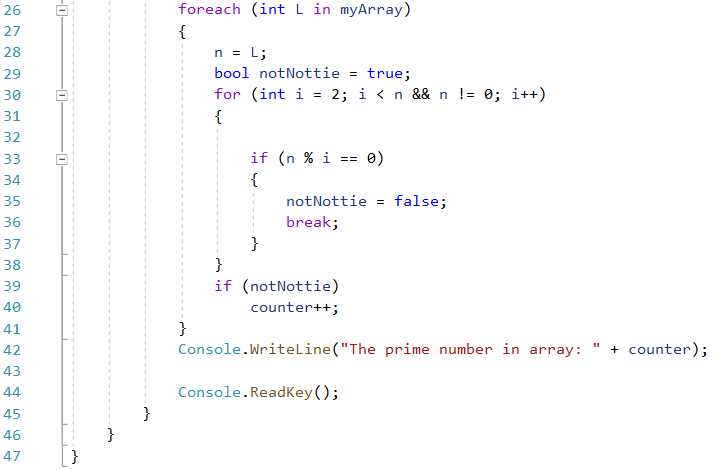 26 foreach (int L in myArray)
27 {
28 n = L;
29 bool notNottie = true;
30 for (int i = 2; i < n && n != 0; i++)
31 {
32
33 if (n % i == 0)
34 {
35 notNottie = false;
36 break;
37 }
38 }
39 if (notNottie)
40 counter++;
41 }
42 Console.WriteLine("The prime number in array: " + counter);
43
44 Console.ReadKey();
45 }
46 }
47 }